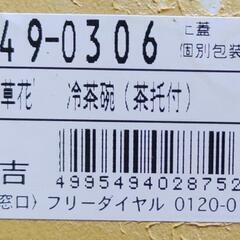 49-0306
蓋
個別包装
草花 冷茶碗(茶托付)
吉
4995494028752
窓口) フリーダイヤル 0120-0